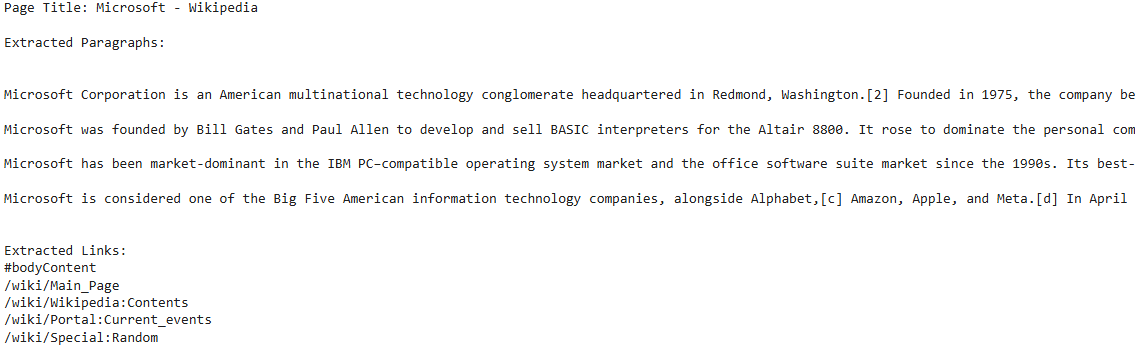 Page Title: Microsoft - Wikipedia
Extracted Paragraphs:
Microsoft Corporation is an American multinational technology conglomerate headquartered in Redmond, Washington.[2] Founded in 1975, the company be
Microsoft was founded by Bill Gates and Paul Allen to develop and sell BASIC interpreters for the Altair 8800. It rose to dominate the personal com
Microsoft has been market-dominant in the IBM PC–compatible operating system market and the office software suite market since the 1990s. Its best-
Microsoft is considered one of the Big Five American information technology companies, alongside Alphabet,[c] Amazon, Apple, and Meta.[d] In April
Extracted Links:
#bodyContent
/wiki/Main_Page
/wiki/Wikipedia:Contents
/wiki/Portal:Current_events
/wiki/Special:Random